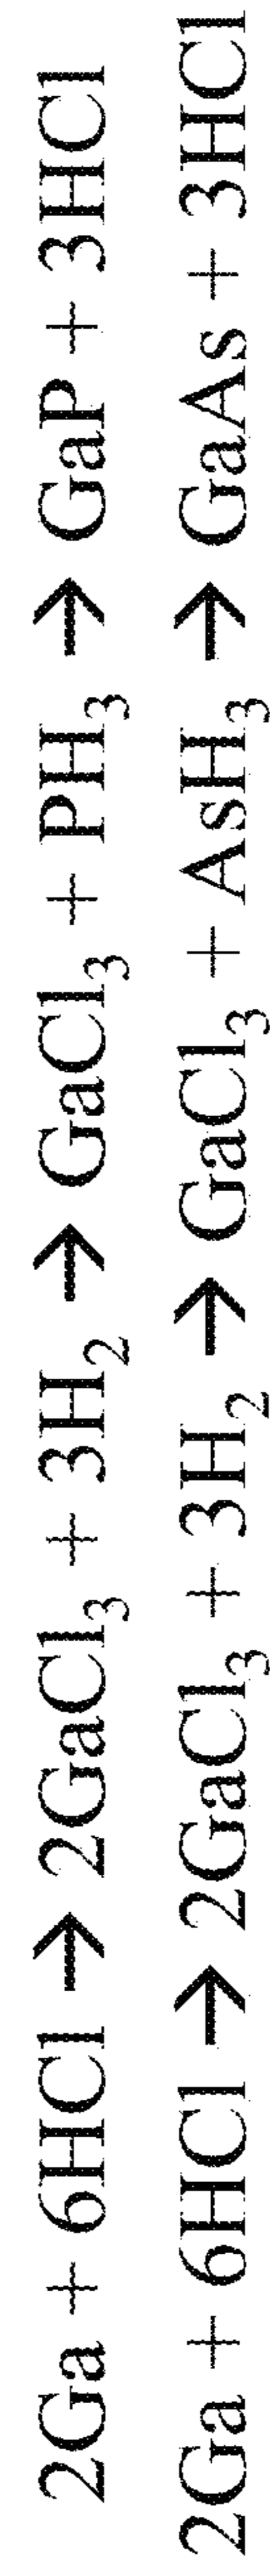 2Ga + 6HCl → 2GaCl₃ + 3H₂ → GaCl₃ + PH₃ → GaP + 3HCl
2Ga + 6HCl → 2GaCl₃ + 3H₂ → GaCl₃ + AsH₃ → GaAs + 3HCl